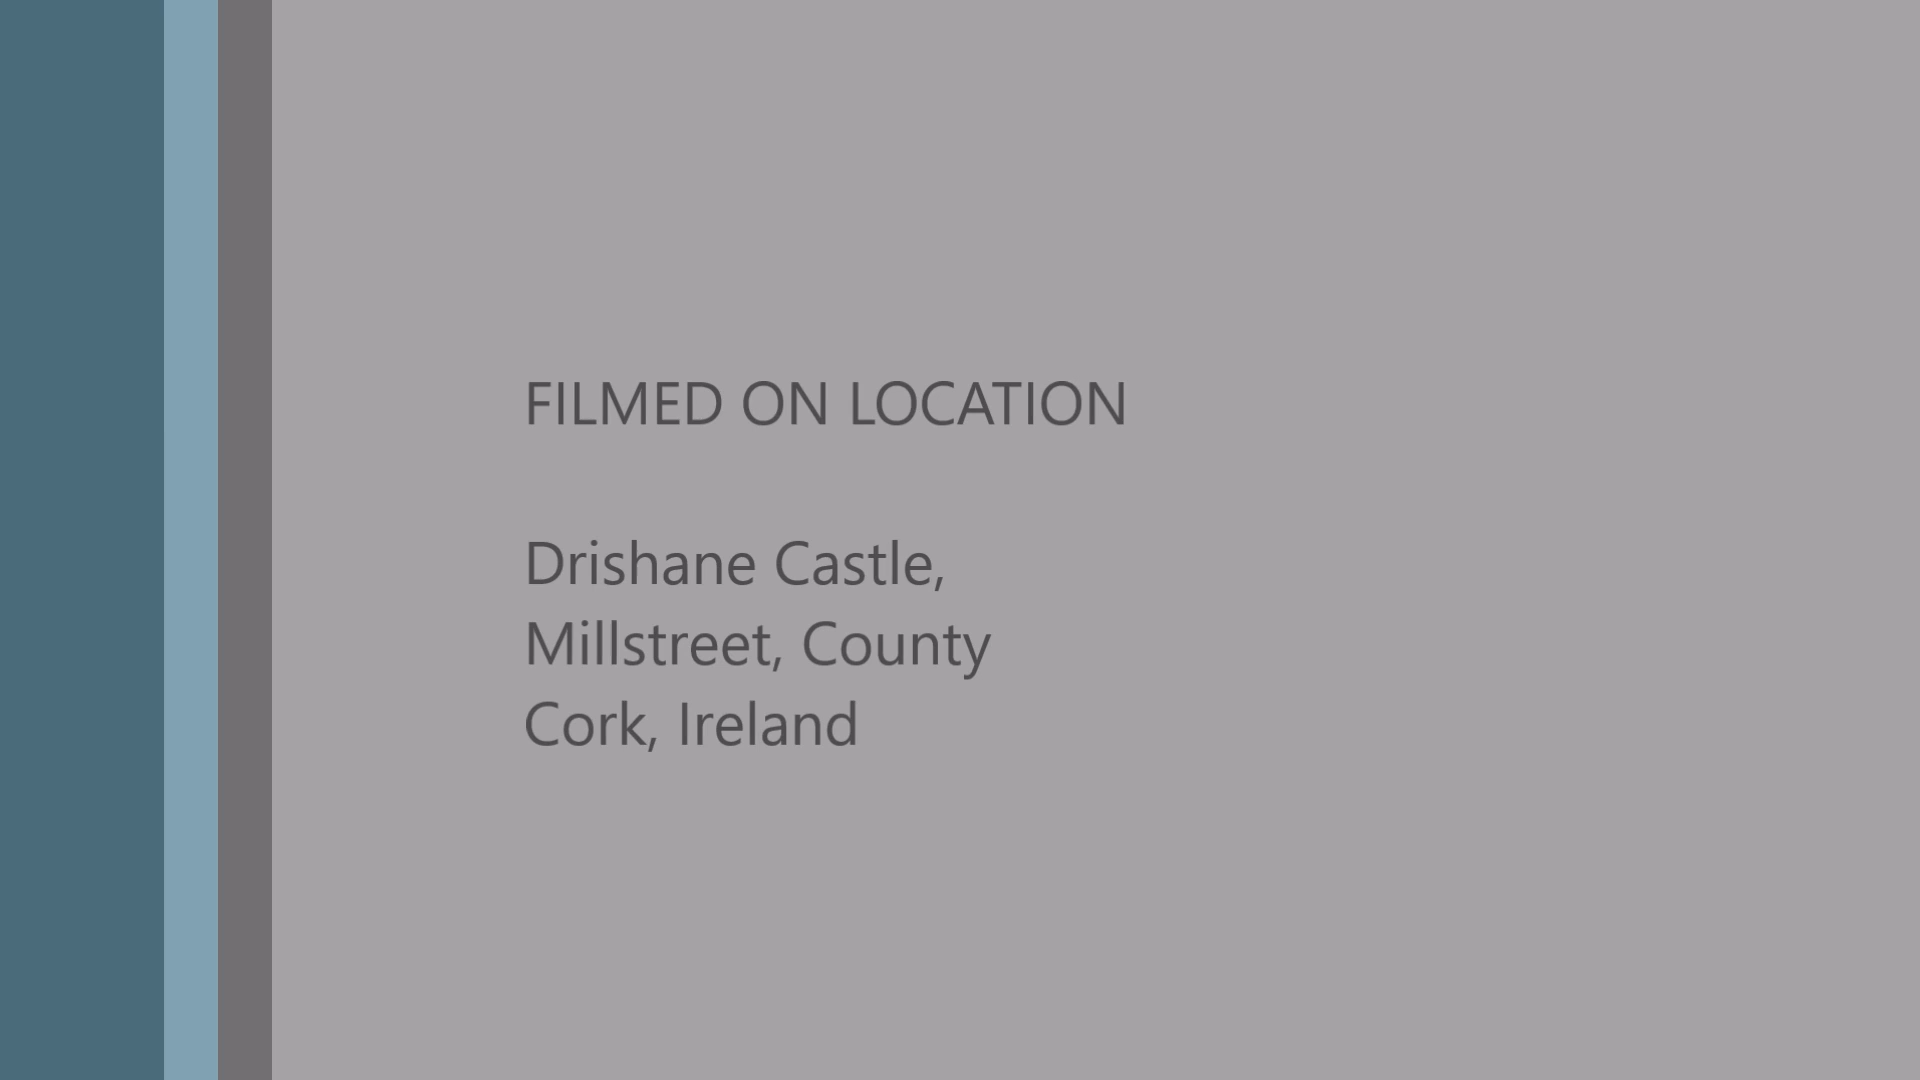 FILMED ON LOCATION
Drishane Castle,
Millstreet, County
Cork, Ireland